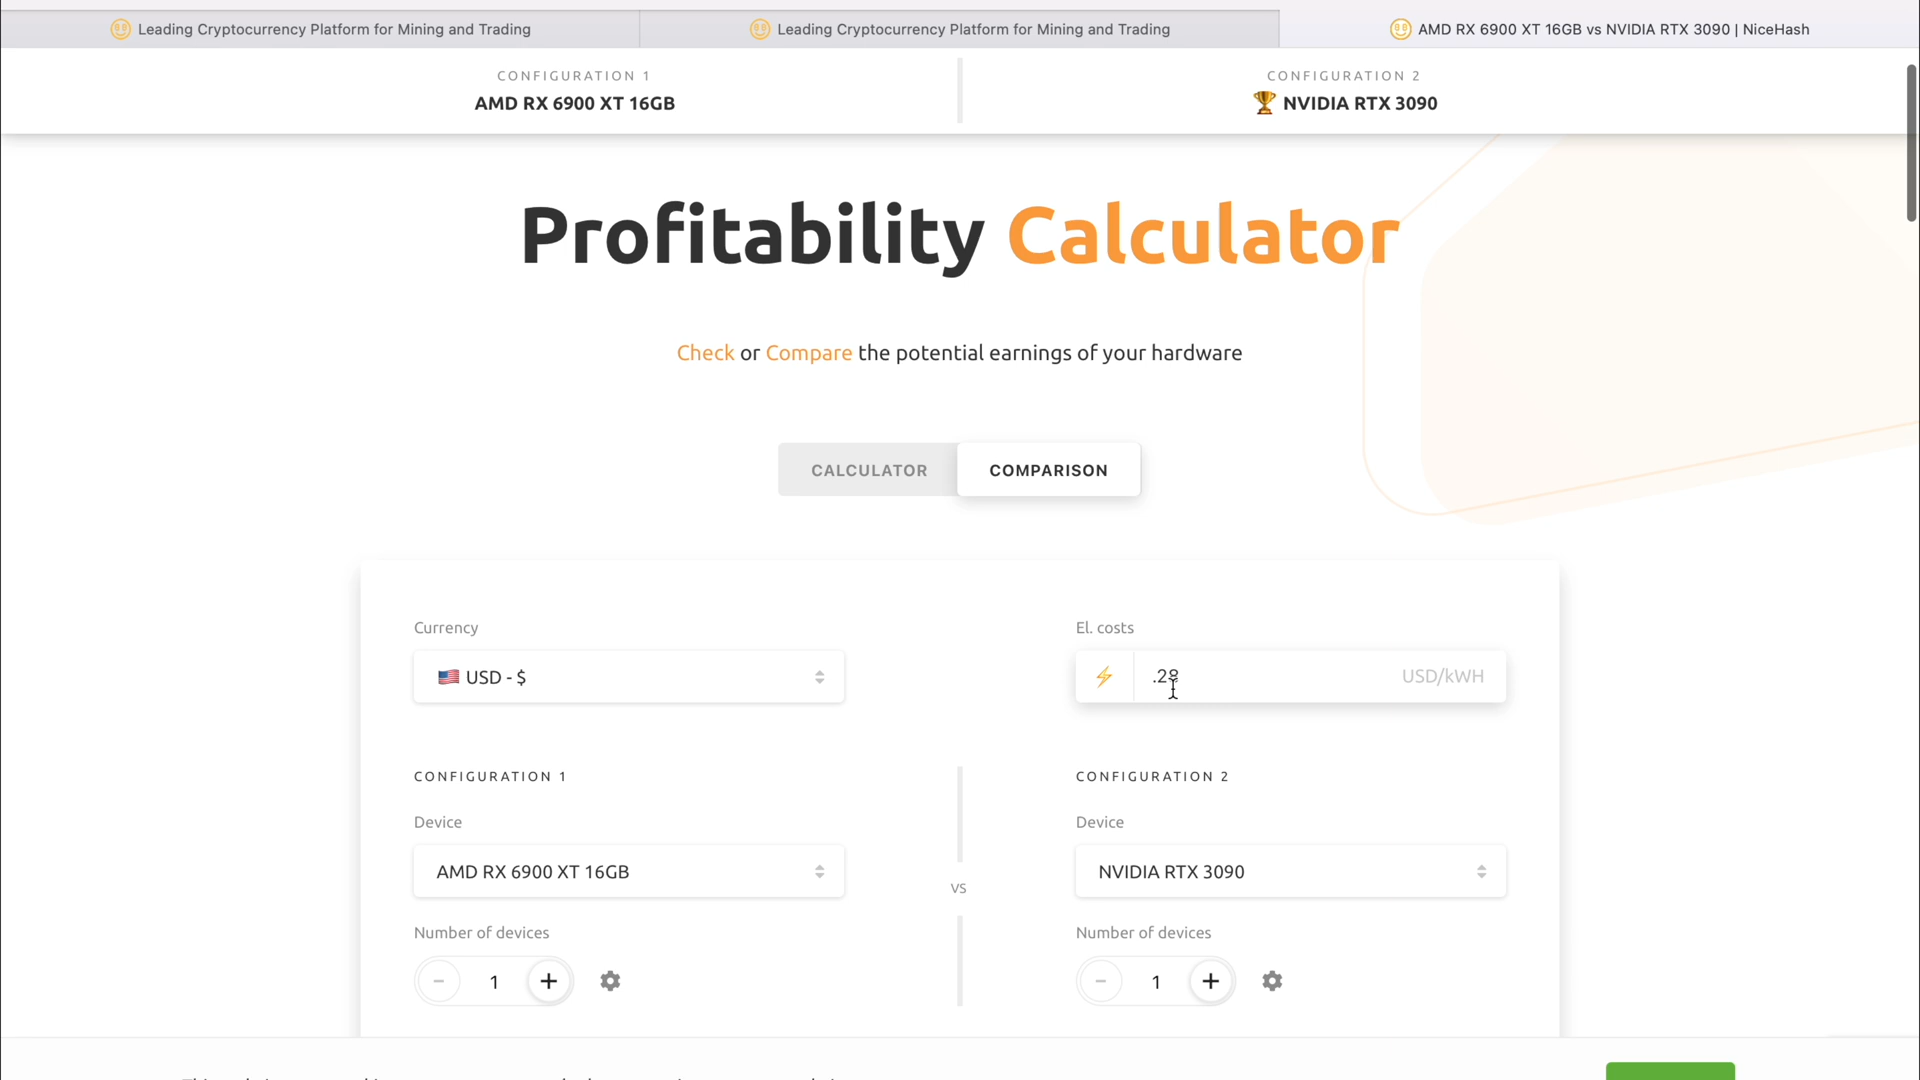 Leading Cryptocurrency Platform for Mining and Trading
Leading Cryptocurrency Platform for Mining and Trading
AMD RX 6900 XT 16GB vs NVIDIA RTX 3090 | NiceHash
CONFIGURATION 1
AMD RX 6900 XT 16GB
CONFIGURATION 2
NVIDIA RTX 3090
Profitability Calculator
Check or Compare the potential earnings of your hardware
CALCULATOR
COMPARISON
Currency
USD - $
El. costs
.28 USD/kWH
CONFIGURATION 1
Device
AMD RX 6900 XT 16GB
Number of devices
1
VS
CONFIGURATION 2
Device
NVIDIA RTX 3090
Number of devices
1